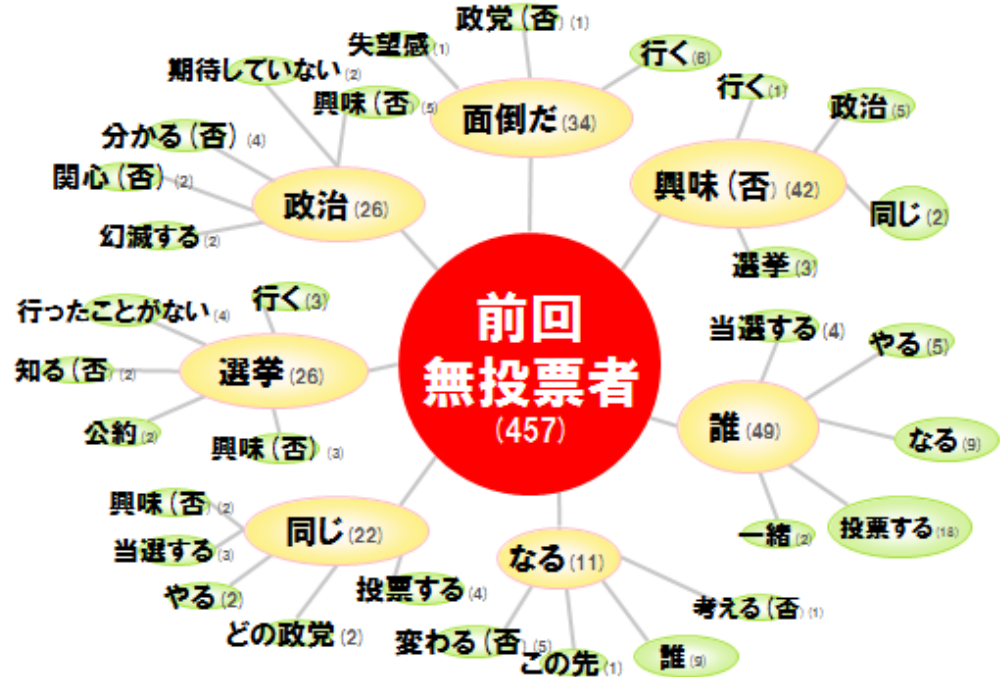 政党(否)(1)
失望感(1)
行く(6)
期待していない(2)
興味(否)(5)
面倒だ(34)
行く(1)
政治(5)
分かる(否)(4)
関心(否)(2)
政治(26)
興味(否)(42)
同じ(2)
幻滅する(2)
選挙(3)
行ったことがない(4)
行く(3)
前回
無投票者
(457)
当選する(4)
やる(5)
知る(否)(2)
選挙(26)
誰(49)
なる(9)
公約(2)
興味(否)(3)
投票する(18)
一緒(2)
興味(否)(2)
当選する(3)
同じ(22)
なる(11)
やる(2)
投票する(4)
考える(否)(1)
どの政党(2)
変わる(否)(5)
この先(1)
誰(9)